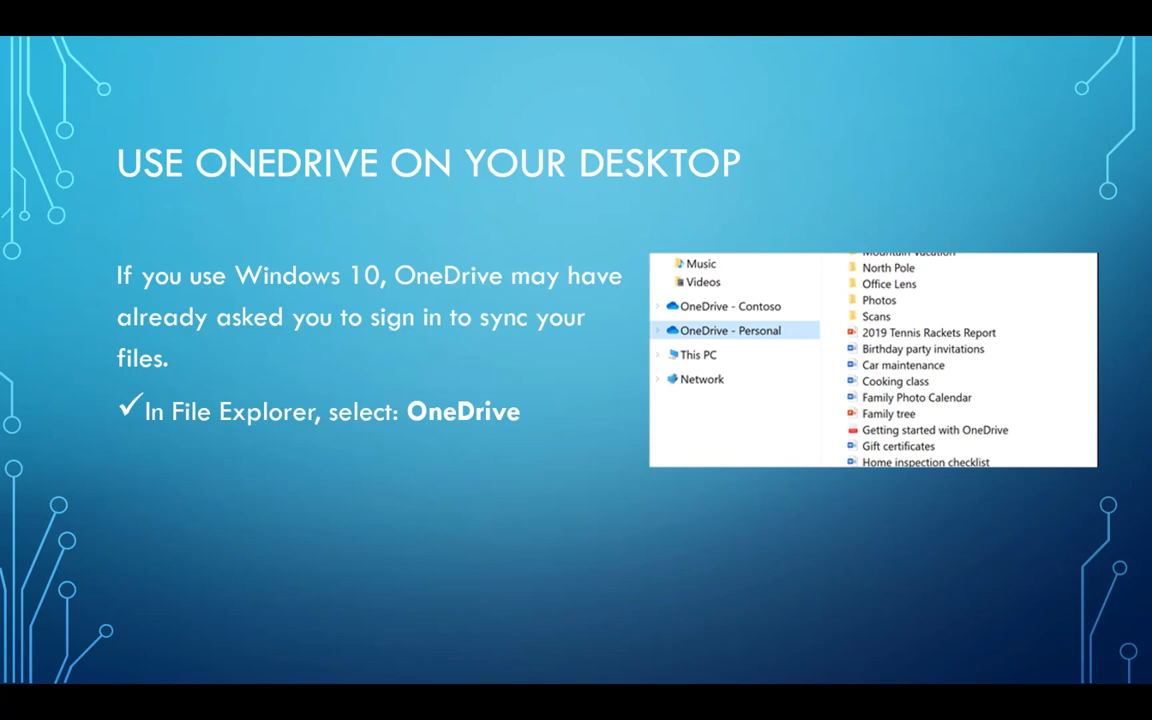 USE ONEDRIVE ON YOUR DESKTOP
If you use Windows 10, OneDrive may have
already asked you to sign in to sync your
files.
✓In File Explorer, select: OneDrive
Music
Videos
OneDrive - Contoso
OneDrive - Personal
This PC
Network
Mountain Vacation
North Pole
Office Lens
Photos
Scans
2019 Tennis Rackets Report
Birthday party invitations
Car maintenance
Cooking class
Family Photo Calendar
Family tree
Getting started with OneDrive
Gift certificates
Home inspection checklist